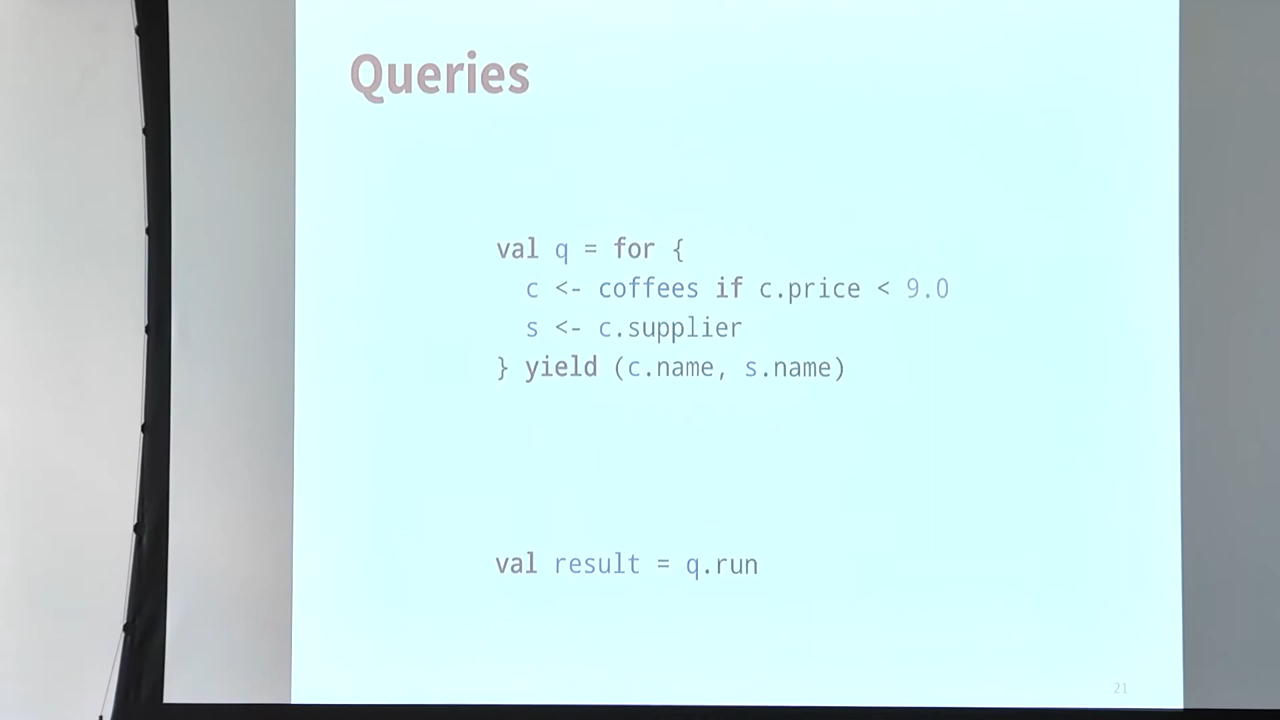 Queries
val q = for {
  c <- coffees if c.price < 9.0
  s <- c.supplier
} yield (c.name, s.name)
val result = q.run
21